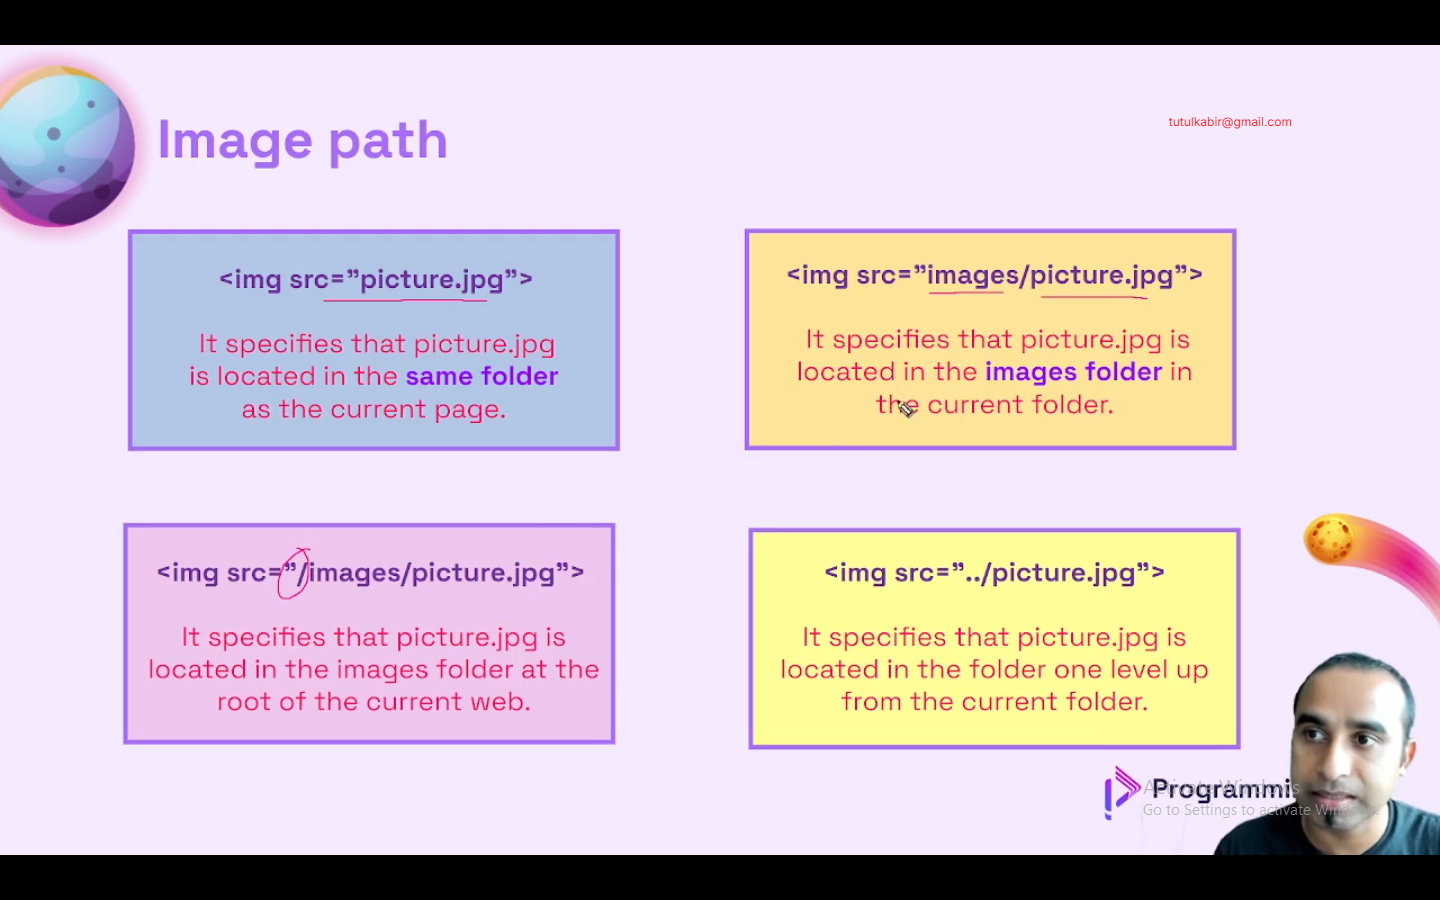 Image path
tutulkabir@gmail.com
<img src=”picture.jpg”>
It specifies that picture.jpg
is located in the same folder
as the current page.
<img src=”images/picture.jpg”>
It specifies that picture.jpg is
located in the images folder in
the current folder.
<img src=”/images/picture.jpg”>
It specifies that picture.jpg is
located in the images folder at the
root of the current web.
<img src=”../picture.jpg”>
It specifies that picture.jpg is
located in the folder one level up
from the current folder.
Programmi
Activate Windows
Go to Settings to activate Windows.